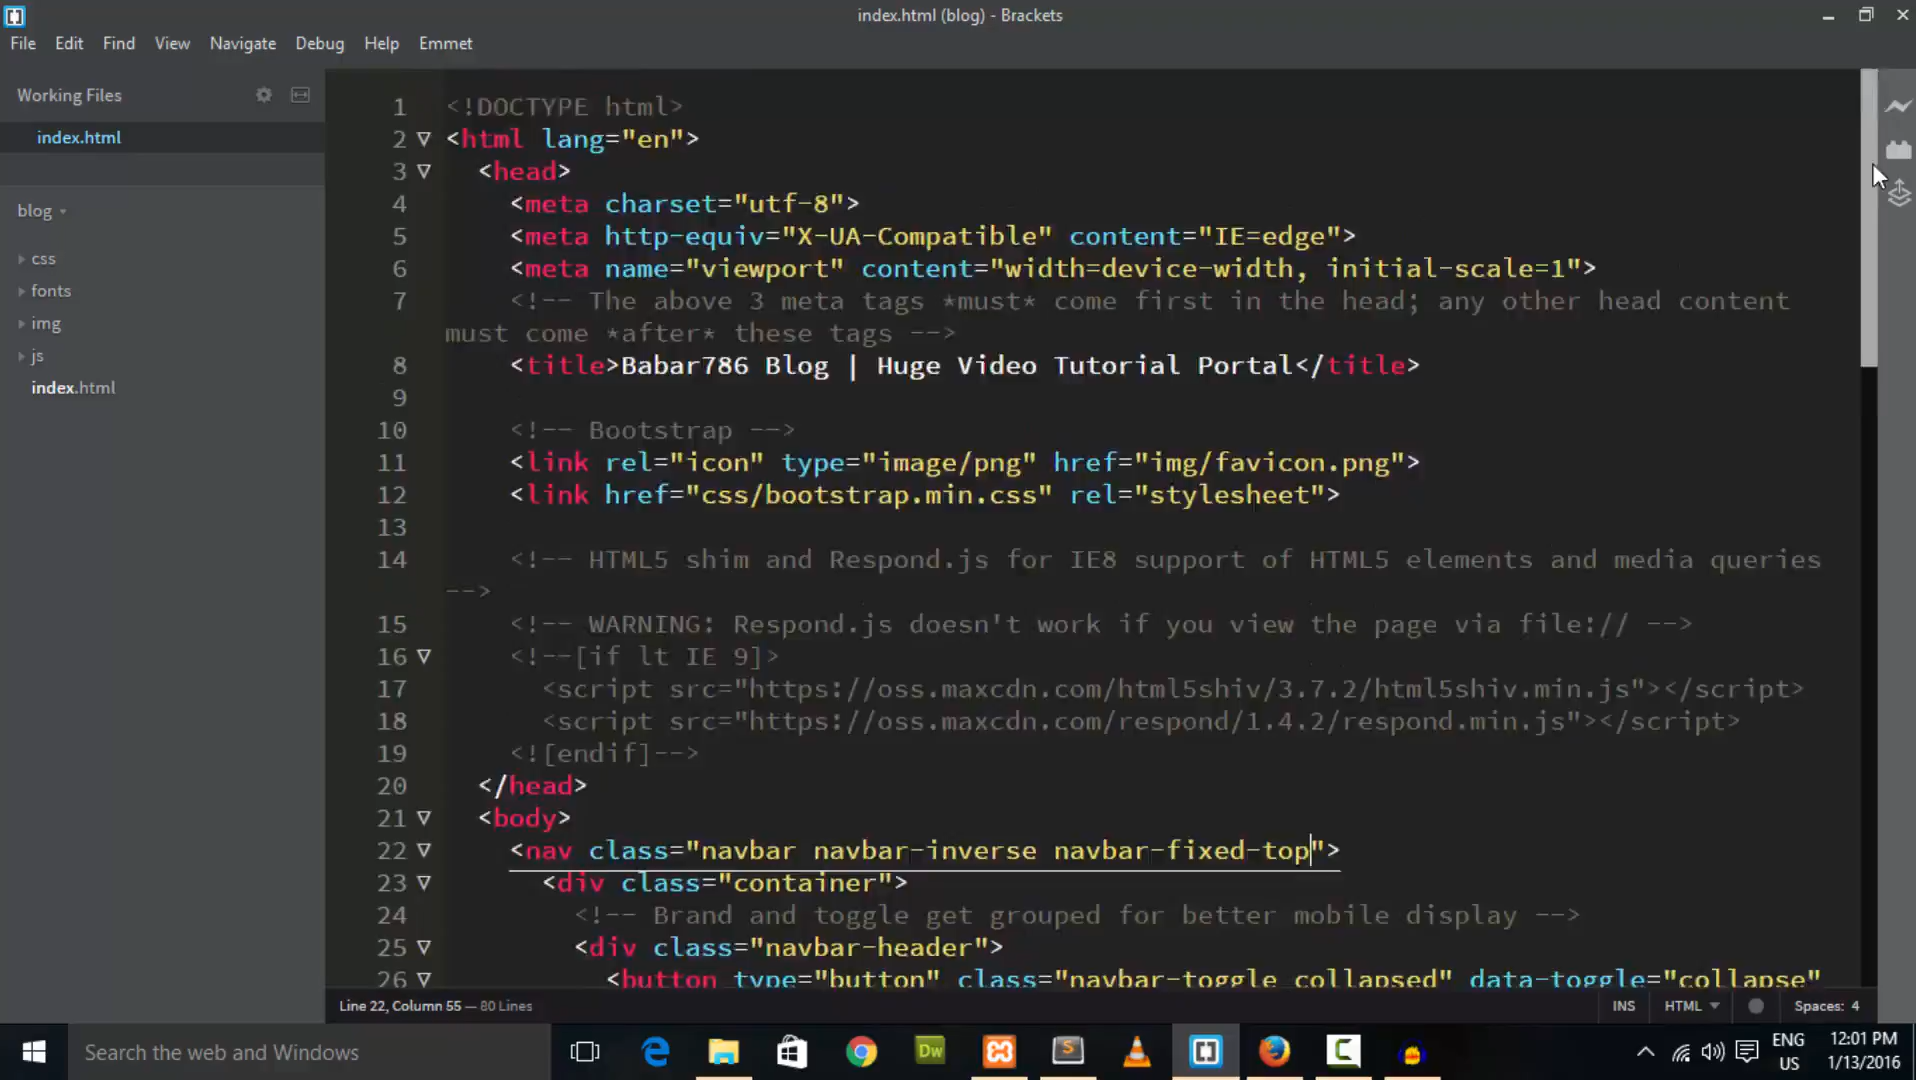 index.html (blog) - Brackets
File Edit Find View Navigate Debug Help Emmet
Working Files
index.html
blog
css
fonts
img
js
index.html
1 <!DOCTYPE html>
2 <html lang="en">
3 <head>
4 <meta charset="utf-8">
5 <meta http-equiv="X-UA-Compatible" content="IE=edge">
6 <meta name="viewport" content="width=device-width, initial-scale=1">
7 <!-- The above 3 meta tags *must* come first in the head; any other head content
must come *after* these tags -->
8 <title>Babar786 Blog | Huge Video Tutorial Portal</title>
9
10 <!-- Bootstrap -->
11 <link rel="icon" type="image/png" href="img/favicon.png">
12 <link href="css/bootstrap.min.css" rel="stylesheet">
13
14 <!-- HTML5 shim and Respond.js for IE8 support of HTML5 elements and media queries
-->
15 <!-- WARNING: Respond.js doesn't work if you view the page via file:// -->
16 <!--[if lt IE 9]>
17 <script src="https://oss.maxcdn.com/html5shiv/3.7.2/html5shiv.min.js"></script>
18 <script src="https://oss.maxcdn.com/respond/1.4.2/respond.min.js"></script>
19 <![endif]-->
20 </head>
21 <body>
22 <nav class="navbar navbar-inverse navbar-fixed-top">
23 <div class="container">
24 <!-- Brand and toggle get grouped for better mobile display -->
25 <div class="navbar-header">
26 <button type="button" class="navbar-toggle collapsed" data-toggle="collapse"
Line 22, Column 55 — 80 Lines
INS HTML Spaces: 4
Search the web and Windows
Dw
S
C
ENG
US
12:01 PM
1/13/2016